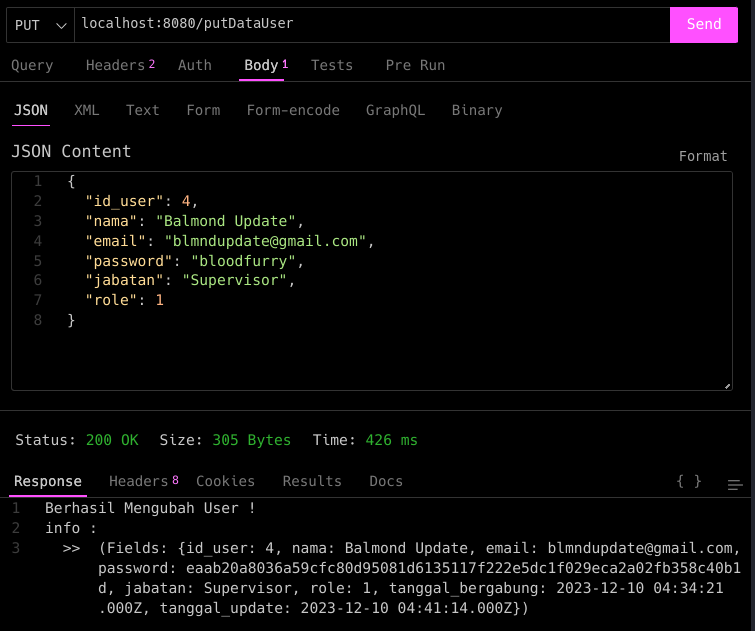 PUT localhost:8080/putDataUser Send
Query Headers 2 Auth Body 1 Tests Pre Run
JSON XML Text Form Form-encode GraphQL Binary
JSON Content Format
1 {
2 "id_user": 4,
3 "nama": "Balmond Update",
4 "email": "blmndupdate@gmail.com",
5 "password": "bloodfurry",
6 "jabatan": "Supervisor",
7 "role": 1
8 }
Status: 200 OK Size: 305 Bytes Time: 426 ms
Response Headers 8 Cookies Results Docs { }
1 Berhasil Mengubah User !
2 info :
3 >> (Fields: {id_user: 4, nama: Balmond Update, email: blmndupdate@gmail.com,
password: eaab20a8036a59cfc80d95081d6135117f222e5dc1f029eca2a02fb358c40b1
d, jabatan: Supervisor, role: 1, tanggal_bergabung: 2023-12-10 04:34:21
.000Z, tanggal_update: 2023-12-10 04:41:14.000Z})